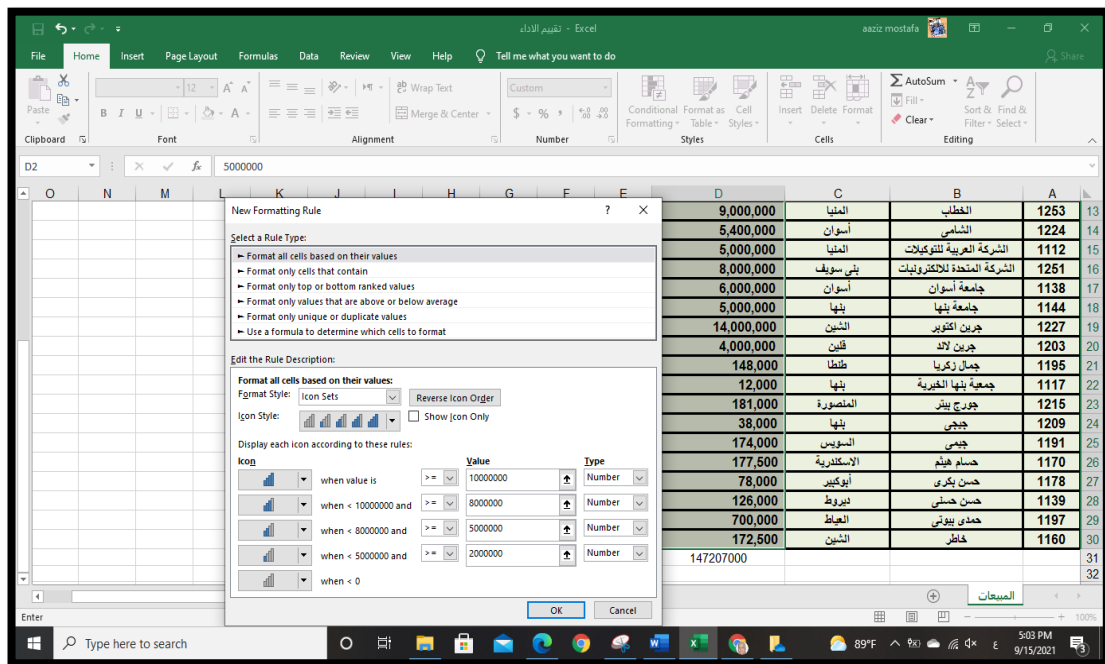 تقييم الاداء - Excel
aaziz mostafa
File Home Insert Page Layout Formulas Data Review View Help Tell me what you want to do Share
Paste
12
B I U
Wrap Text
Merge & Center
Custom
$ % ,
Conditional Formatting
Format as Table
Cell Styles
Insert Delete Format
AutoSum
Fill
Clear
Sort & Filter
Find & Select
Clipboard Font Alignment Number Styles Cells Editing
D2 fx 5000000
O N M L K J I H G F E D C B A
9,000,000 المنيا الخطاب 1253 13
5,400,000 أسوان الشامى 1224 14
5,000,000 المنيا الشركة العربية للتوكيلات 1112 15
8,000,000 بنى سويف الشركة المتحدة للالكترونيات 1251 16
6,000,000 أسوان جامعة أسوان 1138 17
5,000,000 بنها جامعة بنها 1144 18
14,000,000 الشين جرين اكتوبر 1227 19
4,000,000 قلين جرين لاند 1203 20
148,000 طنطا جمال زكريا 1195 21
12,000 بنها جمعية بنها الخيرية 1117 22
181,000 المنصورة جورج بيتر 1215 23
38,000 بنها جيجى 1209 24
174,000 السويس جيمى 1191 25
177,500 الاسكندرية حسام هيثم 1170 26
78,000 أبوكبير حسن بكرى 1178 27
126,000 ديروط حسن حسنى 1139 28
700,000 العياط حمدى بيوتى 1197 29
172,500 الشين خاطر 1160 30
147207000 31
32
New Formatting Rule ? ×
Select a Rule Type:
► Format all cells based on their values
► Format only cells that contain
► Format only top or bottom ranked values
► Format only values that are above or below average
► Format only unique or duplicate values
► Use a formula to determine which cells to format
Edit the Rule Description:
Format all cells based on their values:
Format Style: Icon Sets Reverse Icon Order
Icon Style: Show Icon Only
Display each icon according to these rules:
Icon Value Type
when value is >= 10000000 Number
when < 10000000 and >= 8000000 Number
when < 8000000 and >= 5000000 Number
when < 5000000 and >= 2000000 Number
when < 0
OK Cancel
المبيعات
Enter 100%
Type here to search
89°F ε 5:03 PM
9/15/2021 3